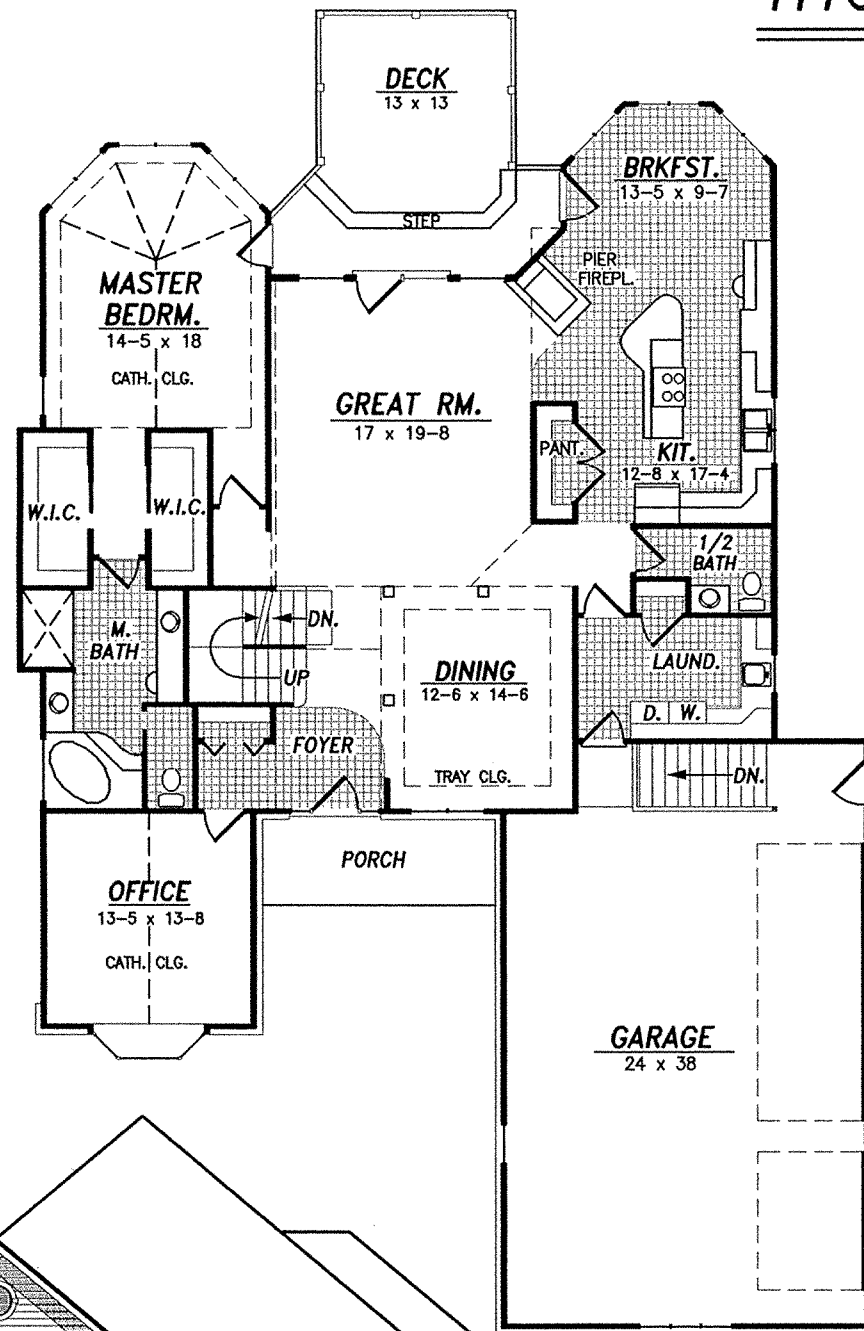 DECK
13 x 13
BRKFST.
13-5 x 9-7
STEP
PIER
FIREPL.
MASTER
BEDRM.
14-5 x 18
CATH. CLG.
GREAT RM.
17 x 19-8
PANT.
KIT.
12-8 x 17-4
W.I.C.
W.I.C.
1/2
BATH
M.
BATH
DN.
UP
DINING
12-6 x 14-6
TRAY CLG.
LAUND.
D. W.
FOYER
DN.
PORCH
OFFICE
13-5 x 13-8
CATH. CLG.
GARAGE
24 x 38